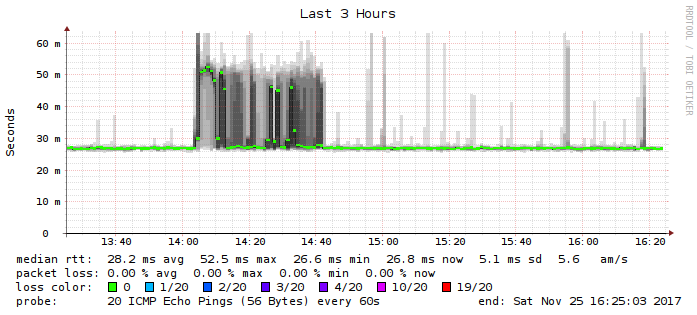 Last 3 Hours
RRDTOOL / TOBI OETIKER
Seconds
60 m
50 m
40 m
30 m
20 m
10 m
0
13:40 14:00 14:20 14:40 15:00 15:20 15:40 16:00 16:20
median rtt: 28.2 ms avg 52.5 ms max 26.6 ms min 26.8 ms now 5.1 ms sd 5.6 am/s
packet loss: 0.00 % avg 0.00 % max 0.00 % min 0.00 % now
loss color: 0 1/20 2/20 3/20 4/20 10/20 19/20
probe: 20 ICMP Echo Pings (56 Bytes) every 60s end: Sat Nov 25 16:25:03 2017